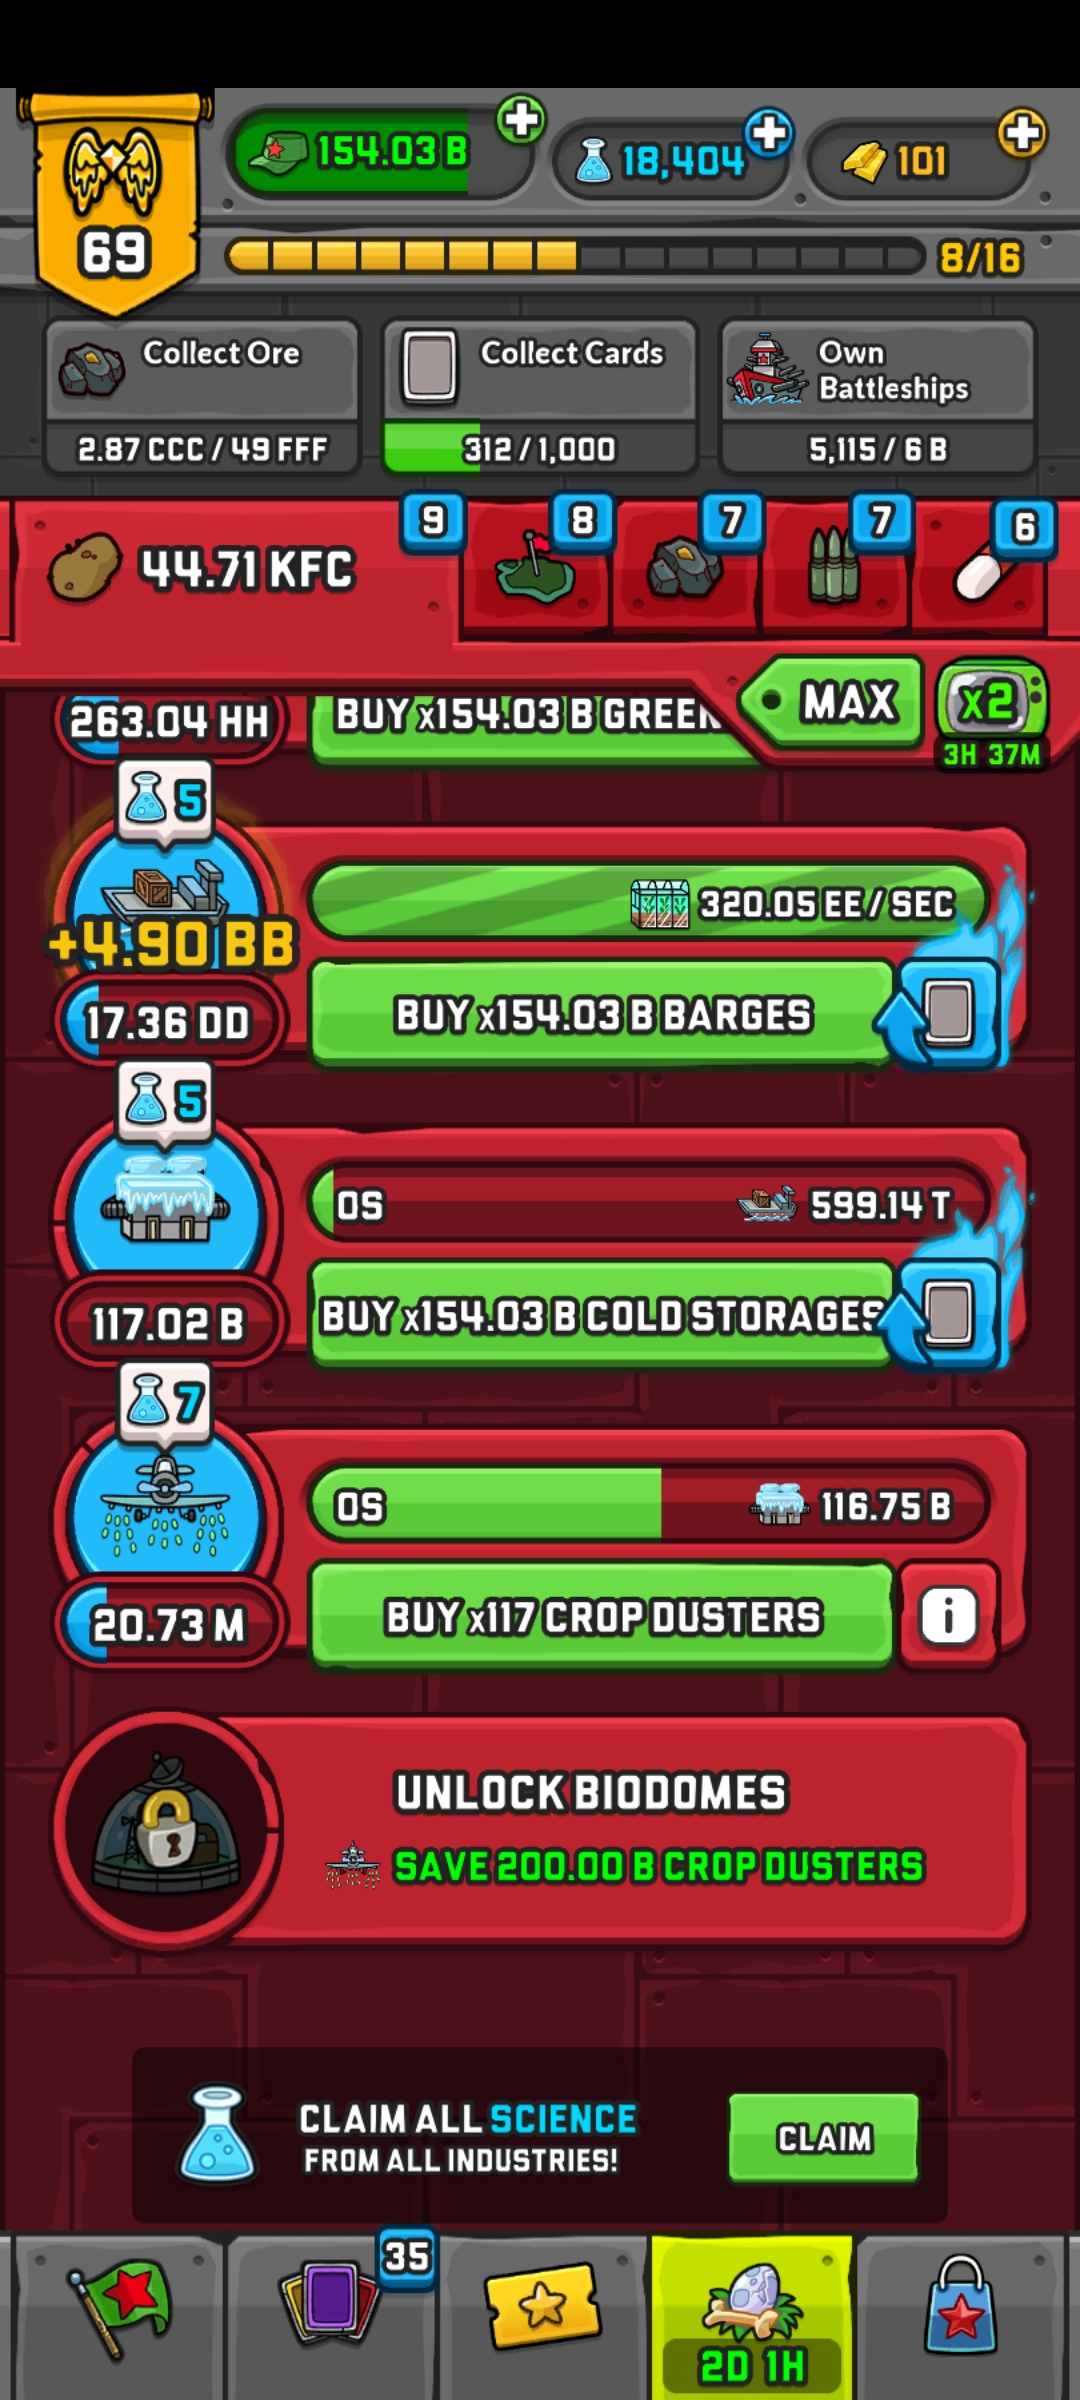 69
154.03 B
18,404
101
8/16
Collect Ore
2.87 CCC / 49 FFF
Collect Cards
312 / 1,000
Own
Battleships
5,115 / 6 B
44.71 KFC
9
8
7
7
6
MAX
x2
3H 37M
263.04 HH
BUY x154.03 B GREEN
5
+4.90 BB
17.36 DD
320.05 EE / SEC
BUY x154.03 B BARGES
5
117.02 B
0S
599.14 T
BUY x154.03 B COLD STORAGES
7
20.73 M
0S
116.75 B
BUY x117 CROP DUSTERS
i
UNLOCK BIODOMES
SAVE 200.00 B CROP DUSTERS
CLAIM ALL SCIENCE
FROM ALL INDUSTRIES!
CLAIM
35
2D 1H